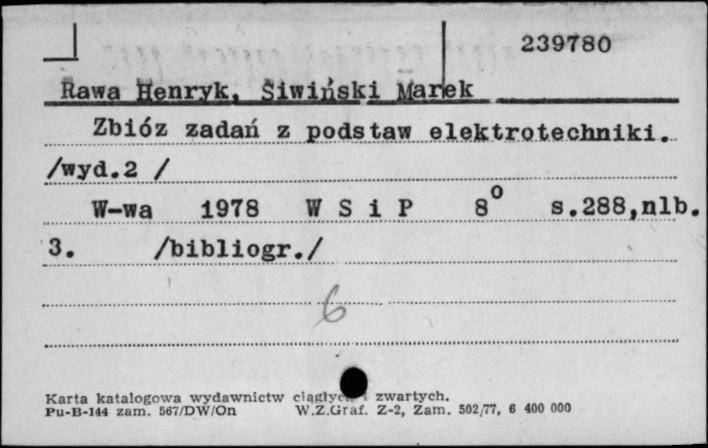 239780
Rawa Henryk, Siwiński Marek
Zbióz zadań z podstaw elektrotechniki.
/wyd.2 /
W-wa 1978 W S i P 8° s.288,nlb.
3. /bibliogr./
6
Karta katalogowa wydawnictw ciągłych i zwartych.
Pu-B-144 zam. 567/DW/On W.Z.Graf. Z-2, Zam. 502/77, 6 400 000